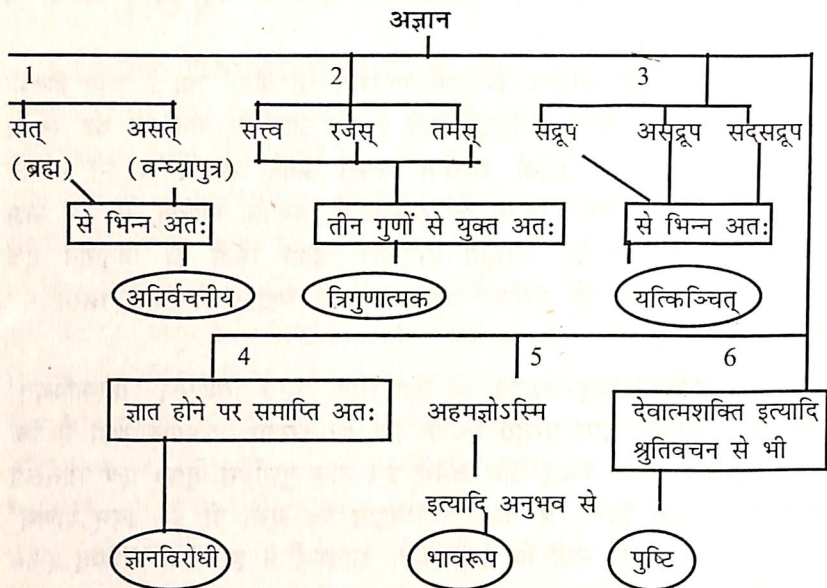 अज्ञान
1 2 3
सत् असत् सत्त्व रजस् तमस् सद्रूप असद्रूप सदसद्रूप
(ब्रह्म) (वन्ध्यापुत्र)
से भिन्न अतः तीन गुणों से युक्त अतः से भिन्न अतः
अनिर्वचनीय त्रिगुणात्मक यत्किञ्चित्
4 5 6
ज्ञात होने पर समाप्ति अतः अहमज्ञोऽस्मि देवात्मशक्ति इत्यादि
श्रुतिवचन से भी
इत्यादि अनुभव से
ज्ञानविरोधी भावरूप पुष्टि